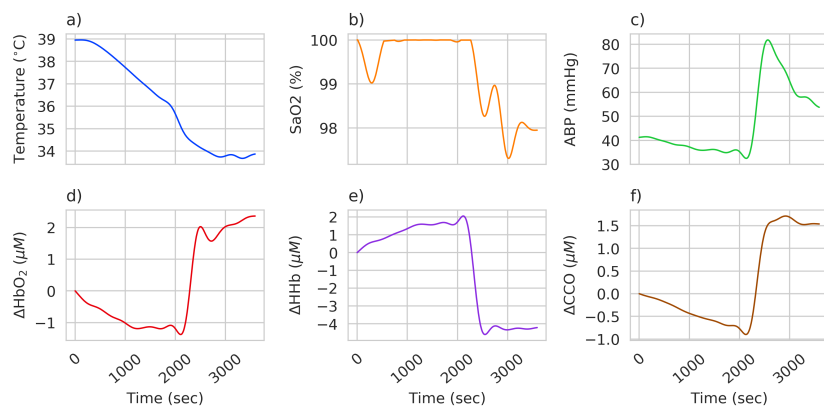 a)
Temperature (°C)
39
38
37
36
35
34
b)
SaO2 (%)
100
99
98
c)
ABP (mmHg)
80
70
60
50
40
30
d)
ΔHbO₂ (μM)
2
1
0
−1
0
1000
2000
3000
Time (sec)
e)
ΔHHb (μM)
2
1
0
−1
−2
−3
−4
0
1000
2000
3000
Time (sec)
f)
ΔCCO (μM)
1.5
1.0
0.5
0.0
−0.5
−1.0
0
1000
2000
3000
Time (sec)